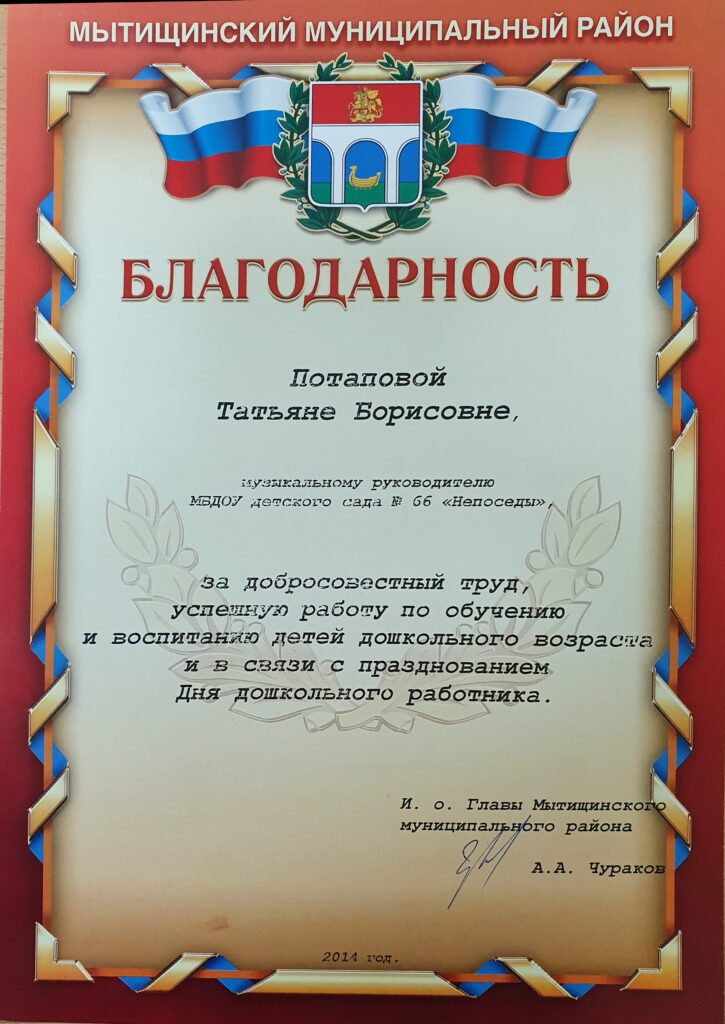 МЫТИЩИНСКИЙ МУНИЦИПАЛЬНЫЙ РАЙОН
БЛАГОДАРНОСТЬ
Потаповой
Татьяне Борисовне,
музыкальному руководителю
МБДОУ детского сада № 66 «Непоседы»,
за добросовестный труд,
успешную работу по обучению
и воспитанию детей дошкольного возраста
и в связи с празднованием
Дня дошкольного работника.
И. о. Главы Мытищинского
муниципального района
А.А. Чураков
2014 год.